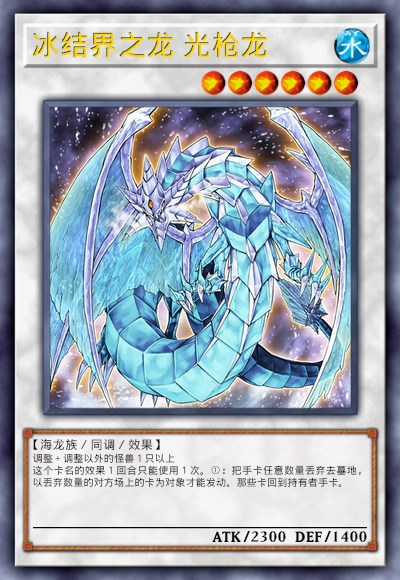 冰结界之龙 光枪龙
水
【海龙族／同调／效果】
调整＋调整以外的怪兽１只以上
这个卡名的效果１回合只能使用１次。①：把手卡任意数量丢弃去墓地，
以丢弃数量的对方场上的卡为对象才能发动。那些卡回到持有者手卡。
ATK/2300 DEF/1400